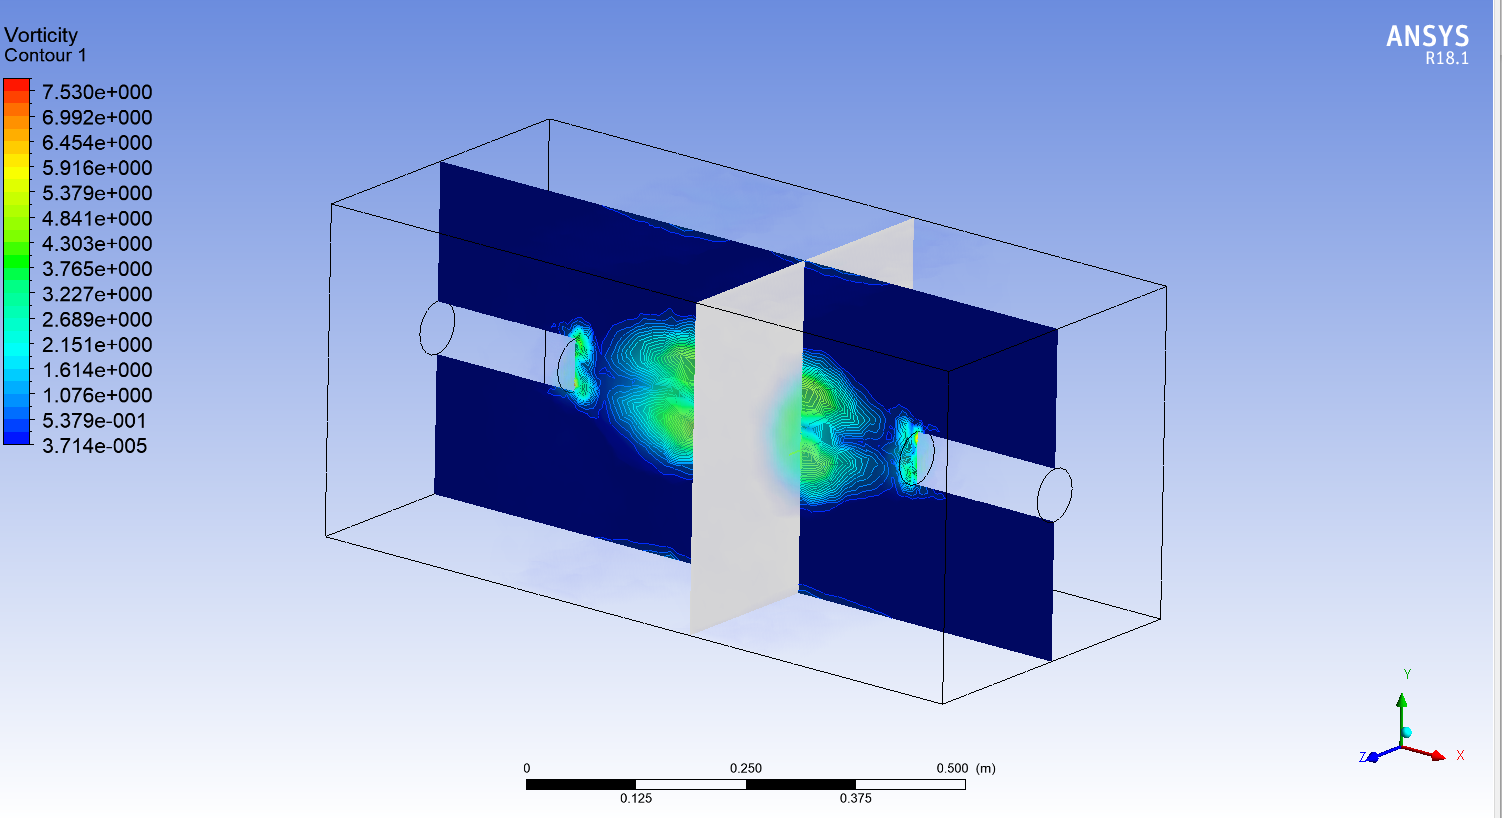 Vorticity
Contour 1
7.530e+000
6.992e+000
6.454e+000
5.916e+000
5.379e+000
4.841e+000
4.303e+000
3.765e+000
3.227e+000
2.689e+000
2.151e+000
1.614e+000
1.076e+000
5.379e-001
3.714e-005
ANSYS
R18.1
0 0.250 0.500 (m)
0.125 0.375
Y
Z X